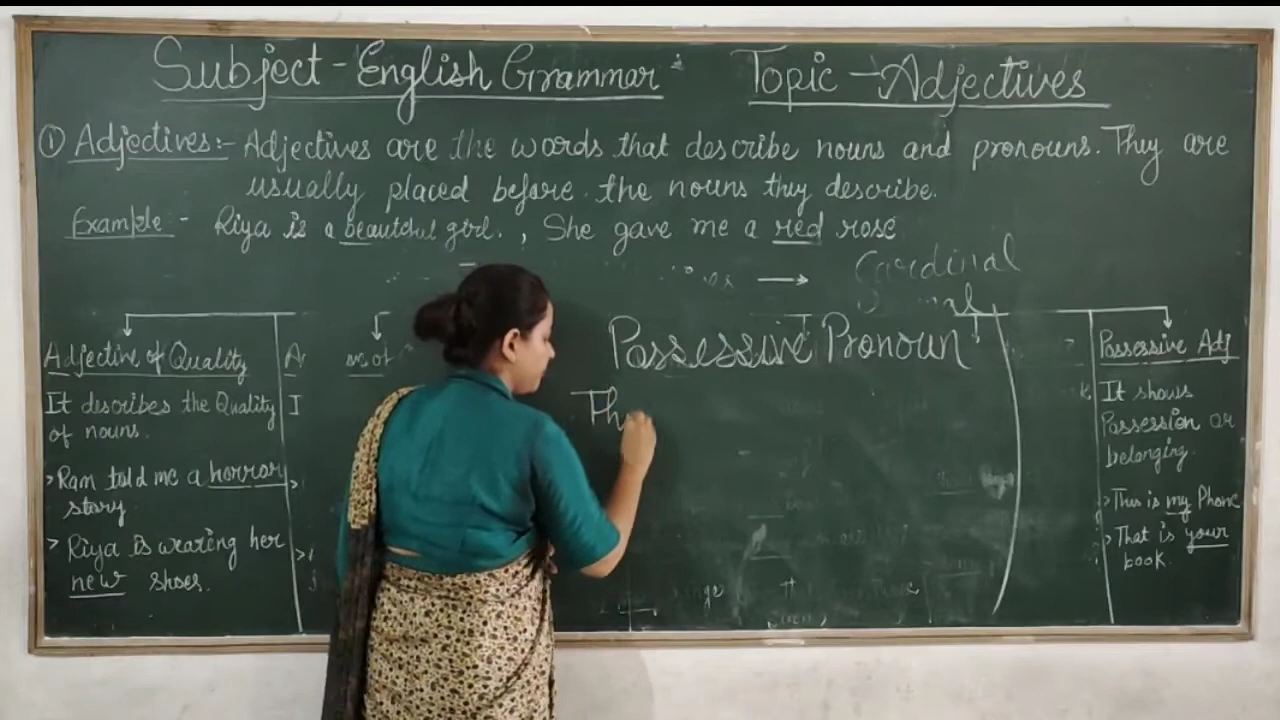 Subject - English Grammar Topic - Adjectives
① Adjectives:- Adjectives are the words that describe nouns and pronouns. They are
usually placed before the nouns they describe.
Example:- Riya is a beautiful girl. , She gave me a red rose
→ Cardinal
Adjective of Quality
It describes the Quality
of nouns.
> Ram told me a horrory
story
> Riya is wearing her
new shoes.
Possessive Pronoun
Th
Possessive Adj
It shows
Possession or
belonging.
> This is my Phone
> That is your
book.